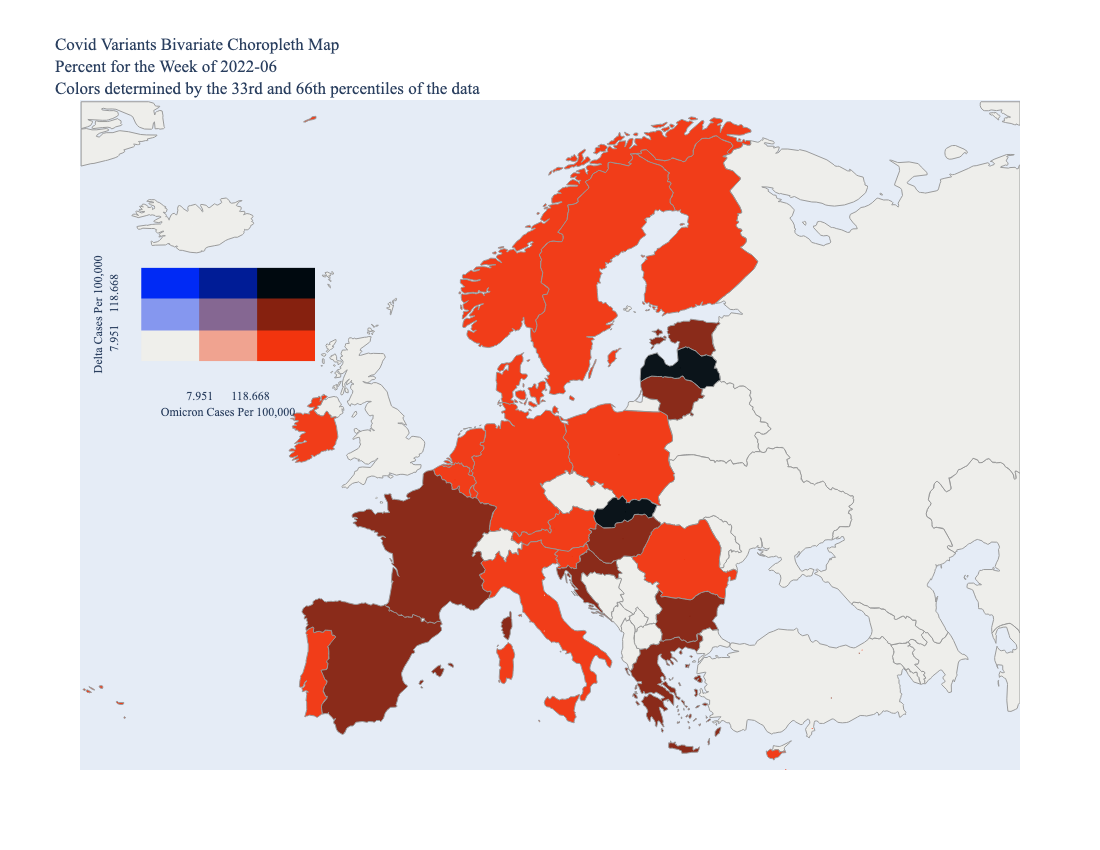 Covid Variants Bivariate Choropleth Map
Percent for the Week of 2022-06
Colors determined by the 33rd and 66th percentiles of the data
Delta Cases Per 100,000
7.951 118.668
7.951 118.668
Omicron Cases Per 100,000